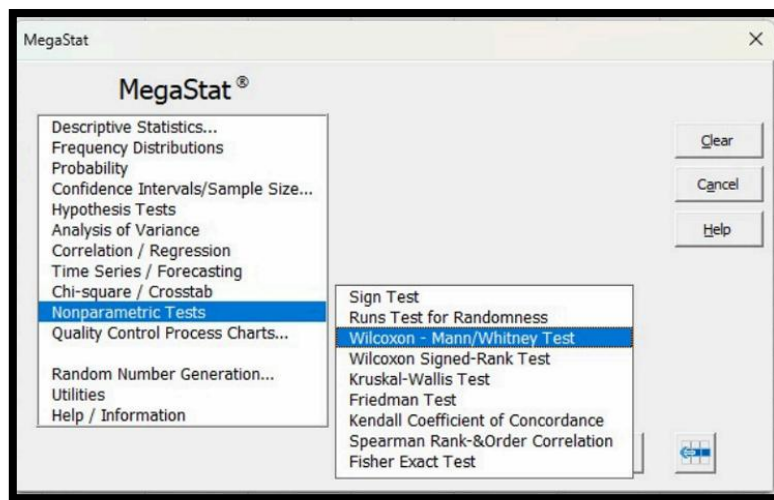 MegaStat
MegaStat ®
Descriptive Statistics...
Frequency Distributions
Probability
Confidence Intervals/Sample Size...
Hypothesis Tests
Analysis of Variance
Correlation / Regression
Time Series / Forecasting
Chi-square / Crosstab
Nonparametric Tests
Quality Control Process Charts...
Random Number Generation...
Utilities
Help / Information
Sign Test
Runs Test for Randomness
Wilcoxon - Mann/Whitney Test
Wilcoxon Signed-Rank Test
Kruskal-Wallis Test
Friedman Test
Kendall Coefficient of Concordance
Spearman Rank-&Order Correlation
Fisher Exact Test
Clear
Cancel
Help